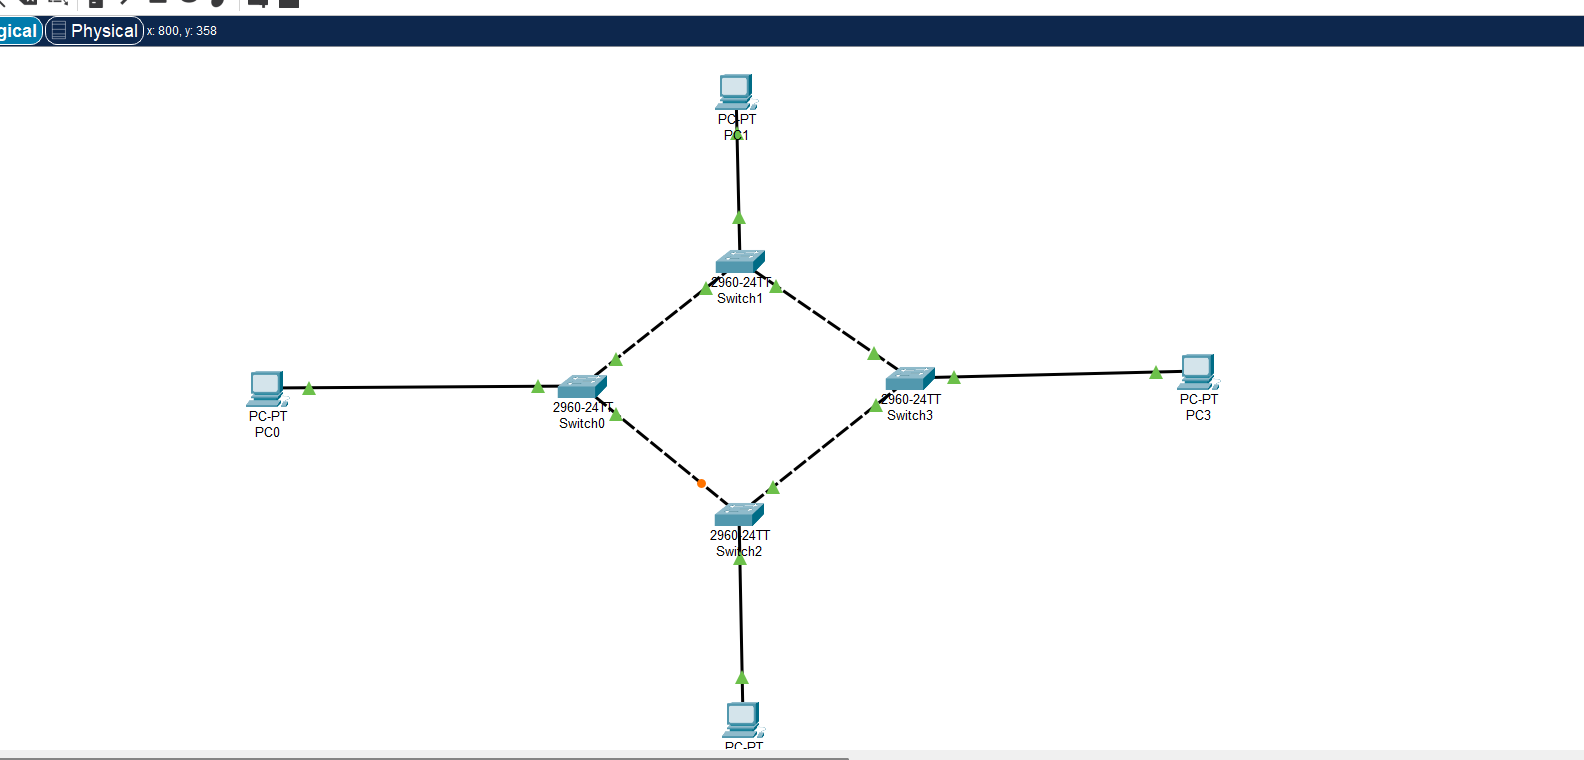 gical Physical x: 800, y: 358
PC-PT
PC1
2960-24TT
Switch1
2960-24TT
Switch0
2960-24TT
Switch3
PC-PT
PC3
PC-PT
PC0
2960-24TT
Switch2
PC-PT